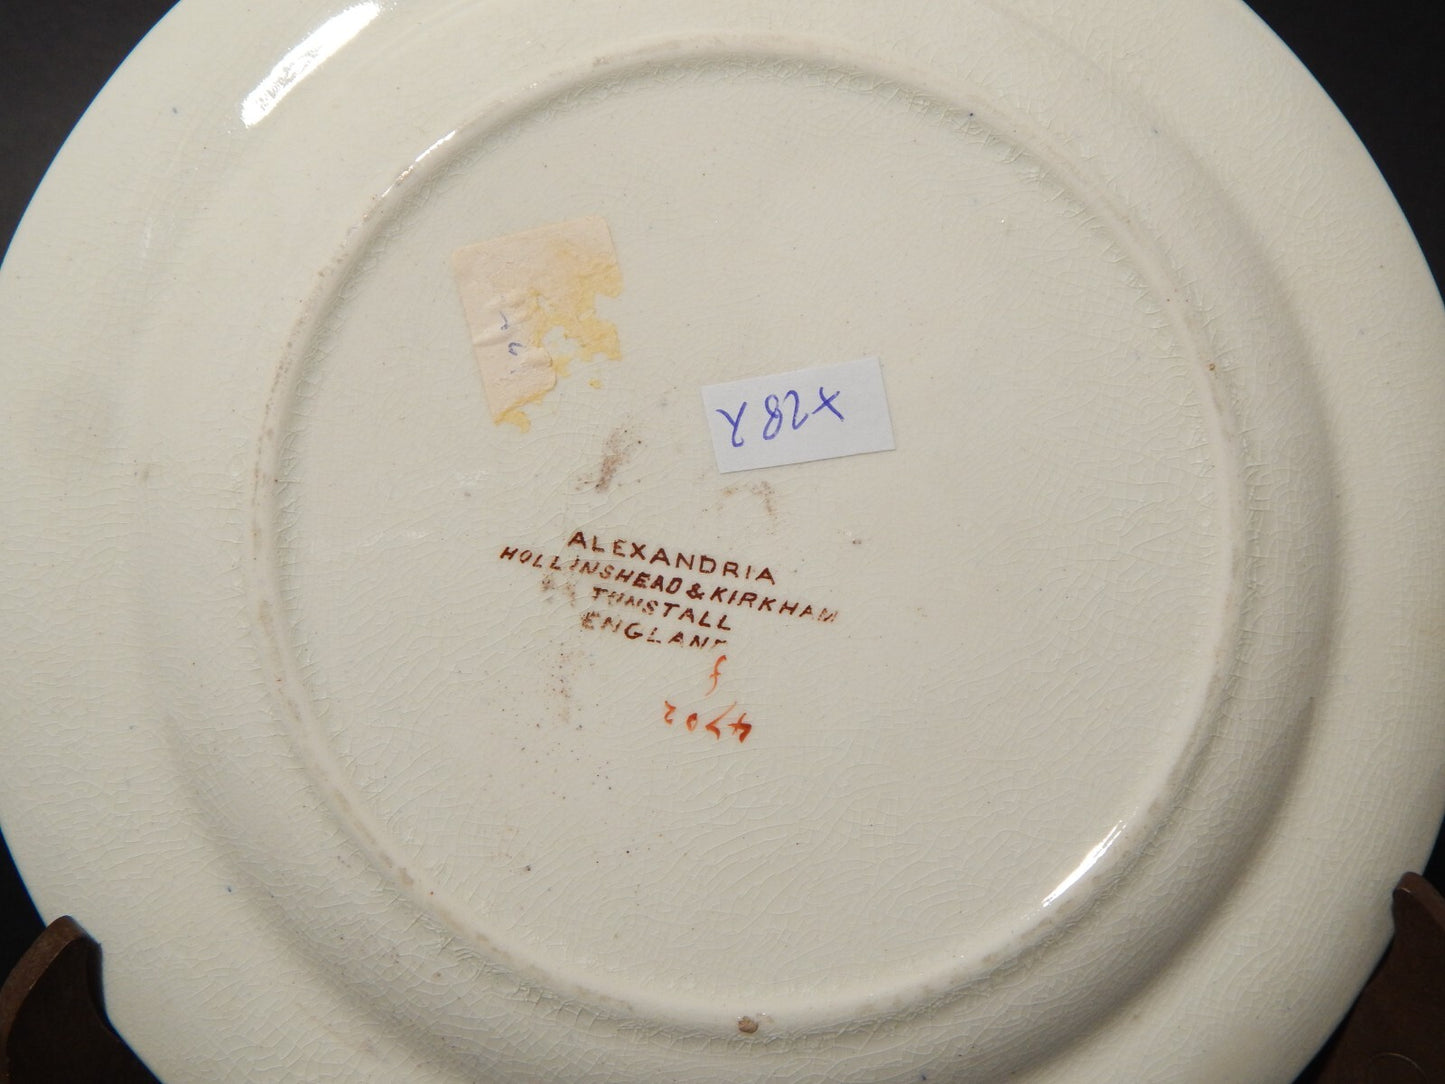 Y82X
ALEXANDRIA
HOLLINSHEAD & KIRKHAM
TUNSTALL
ENGLAND
f
4702